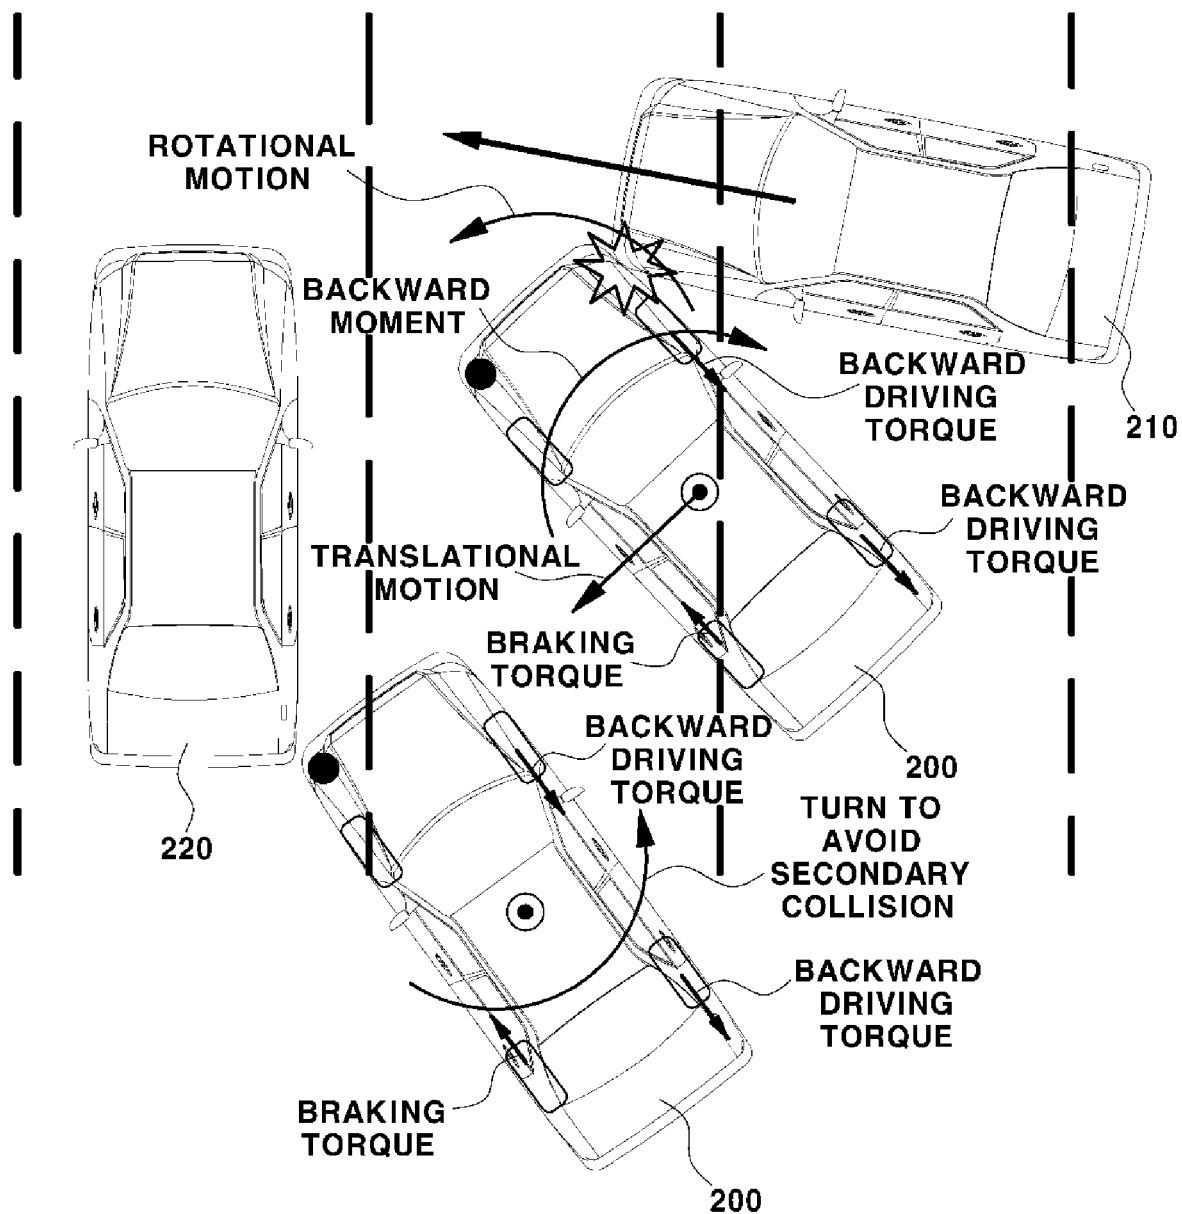 ROTATIONAL
MOTION
BACKWARD
MOMENT
BACKWARD
DRIVING
TORQUE
210
BACKWARD
DRIVING
TORQUE
TRANSLATIONAL
MOTION
BRAKING
TORQUE
BACKWARD
DRIVING
TORQUE
200
220
TURN TO
AVOID
SECONDARY
COLLISION
BACKWARD
DRIVING
TORQUE
BRAKING
TORQUE
200